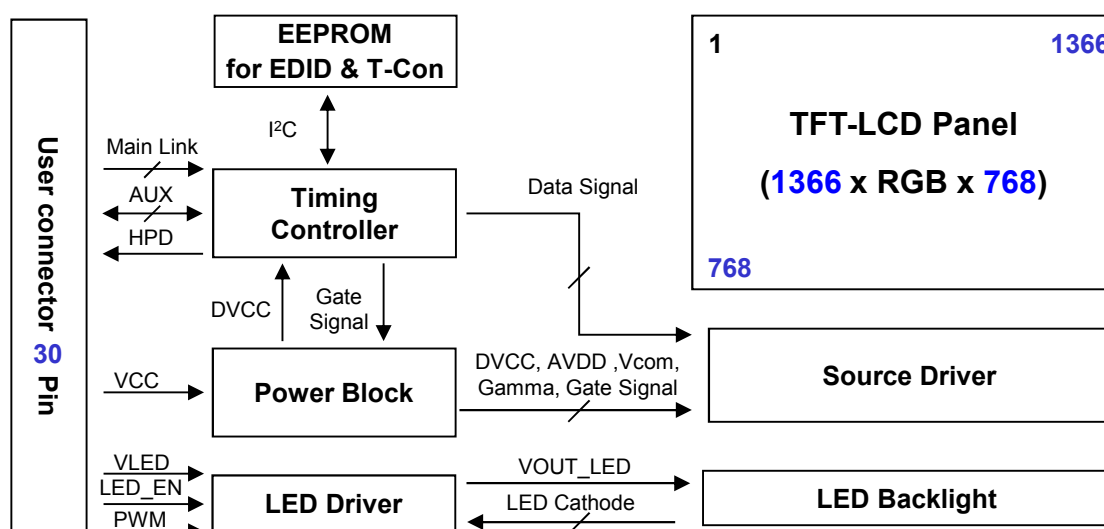 EEPROM
for EDID & T-Con
1
1366
TFT-LCD Panel
(1366 x RGB x 768)
768
User connector 30 Pin
I²C
Main Link
AUX
HPD
Timing
Controller
Data Signal
DVCC
Gate
Signal
VCC
Power Block
DVCC, AVDD ,Vcom,
Gamma, Gate Signal
Source Driver
VLED
LED_EN
PWM
LED Driver
VOUT_LED
LED Cathode
LED Backlight